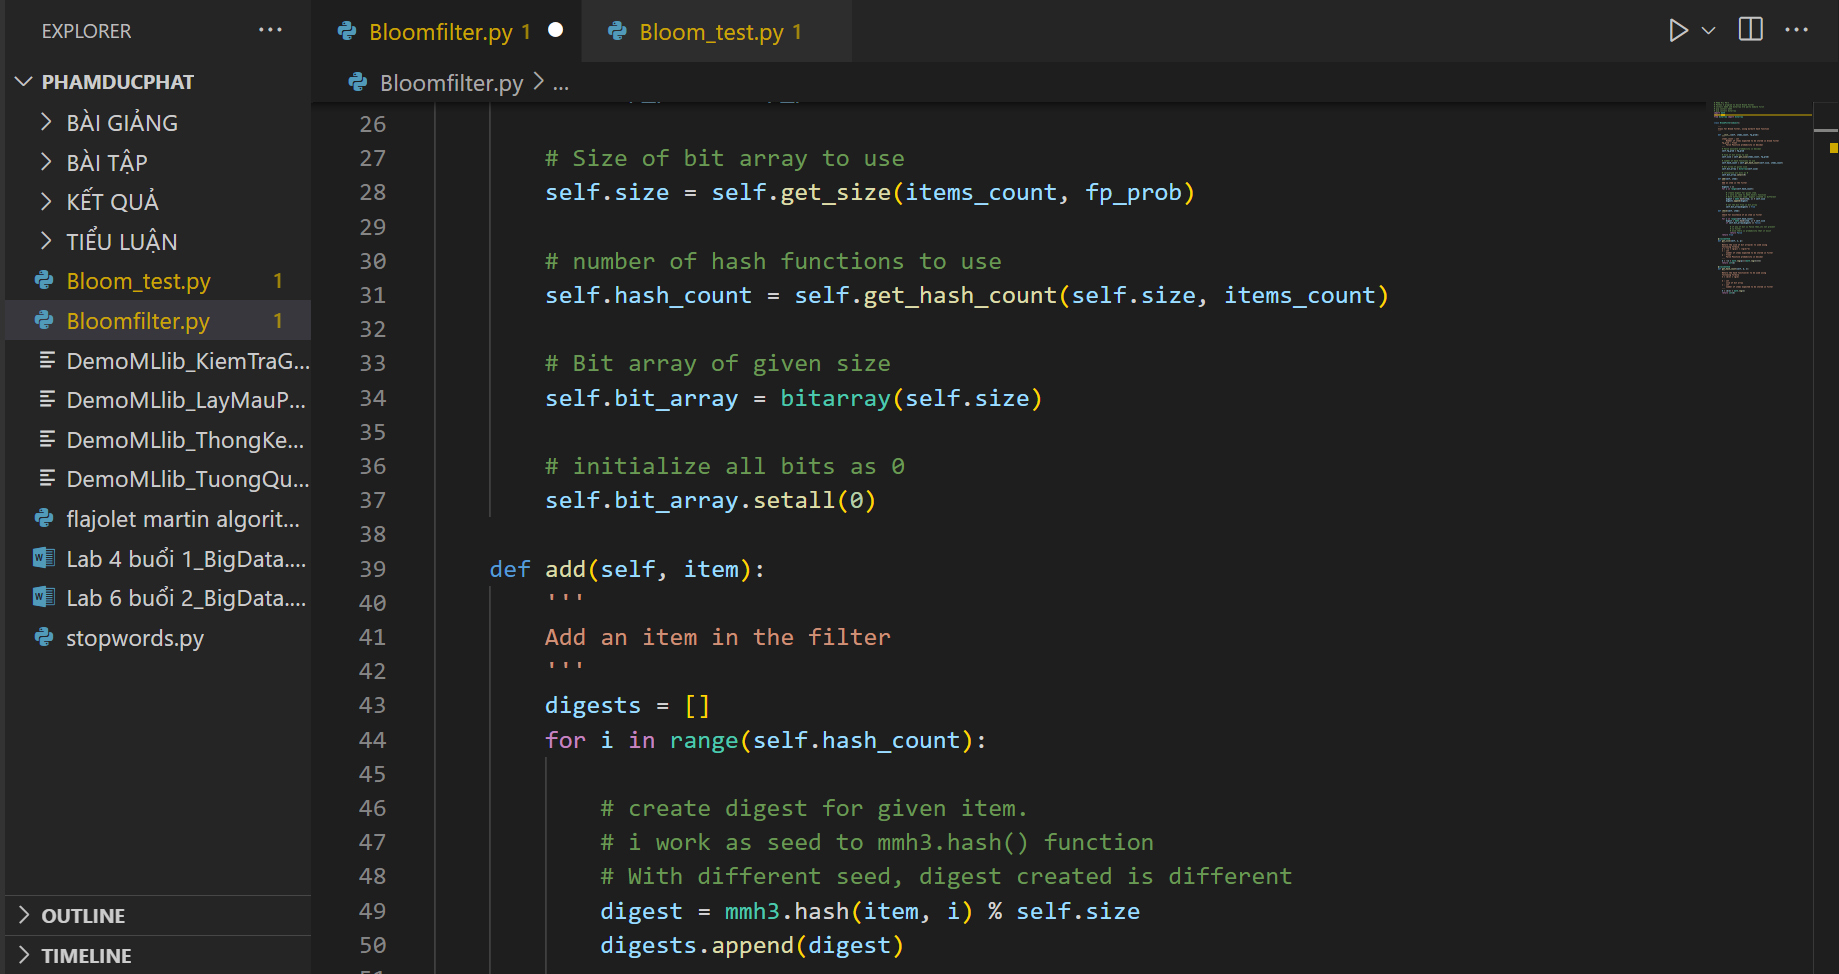 EXPLORER
PHAMDUCPHAT
BÀI GIẢNG
BÀI TẬP
KẾT QUẢ
TIỂU LUẬN
Bloom_test.py 1
Bloomfilter.py 1
DemoMLlib_KiemTraG...
DemoMLlib_LayMauP...
DemoMLlib_ThongKe...
DemoMLlib_TuongQu...
flajolet martin algorit...
Lab 4 buổi 1_BigData....
Lab 6 buổi 2_BigData....
stopwords.py
OUTLINE
TIMELINE
Bloomfilter.py 1
Bloom_test.py 1
Bloomfilter.py > ...
26
27 # Size of bit array to use
28 self.size = self.get_size(items_count, fp_prob)
29
30 # number of hash functions to use
31 self.hash_count = self.get_hash_count(self.size, items_count)
32
33 # Bit array of given size
34 self.bit_array = bitarray(self.size)
35
36 # initialize all bits as 0
37 self.bit_array.setall(0)
38
39 def add(self, item):
40 '''
41 Add an item in the filter
42 '''
43 digests = []
44 for i in range(self.hash_count):
45
46 # create digest for given item.
47 # i work as seed to mmh3.hash() function
48 # With different seed, digest created is different
49 digest = mmh3.hash(item, i) % self.size
50 digests.append(digest)